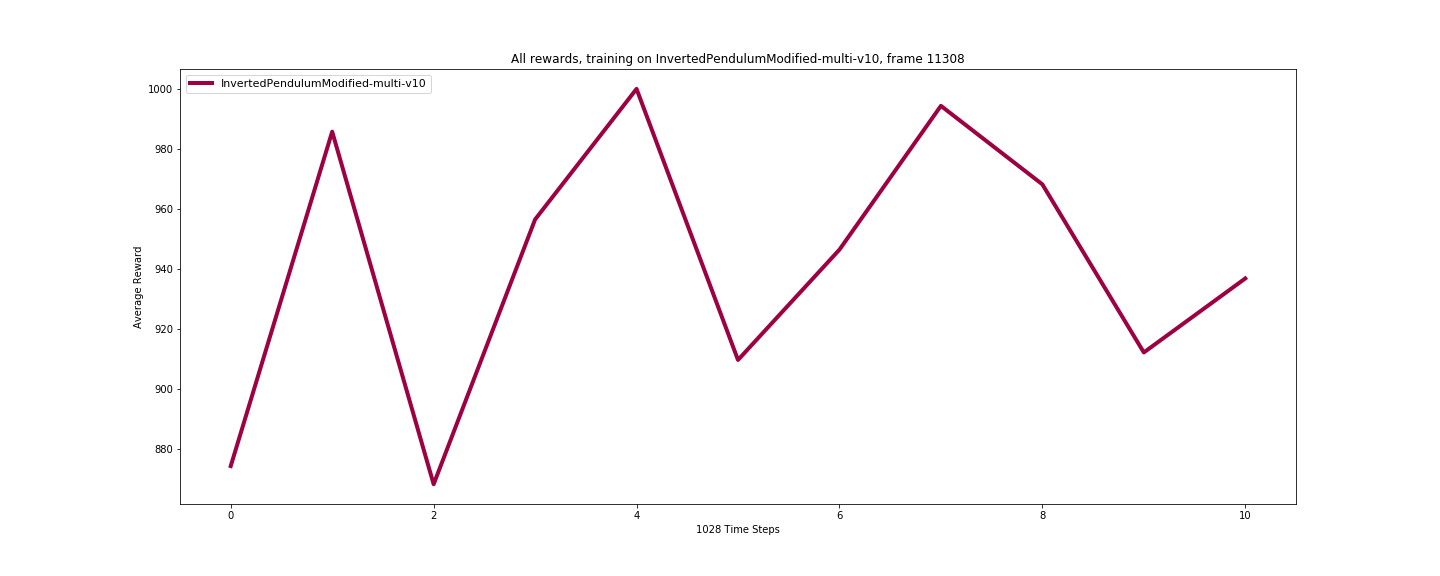 All rewards, training on InvertedPendulumModified-multi-v10, frame 11308
InvertedPendulumModified-multi-v10
Average Reward
1000
980
960
940
920
900
880
0 2 4 6 8 10
1028 Time Steps